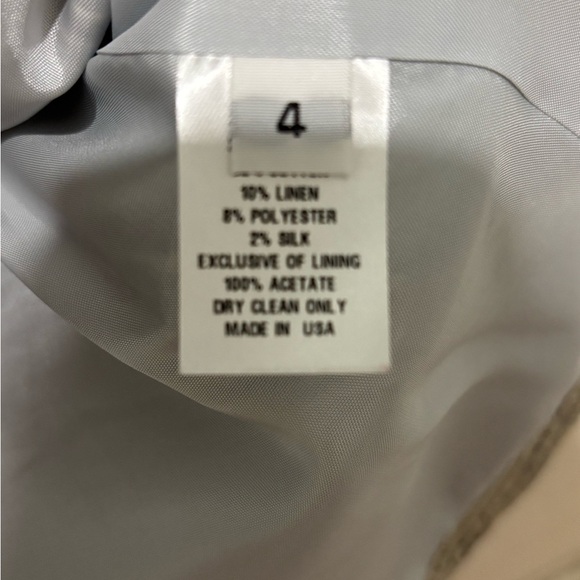 4
10% LINEN
8% POLYESTER
2% SILK
EXCLUSIVE OF LINING
100% ACETATE
DRY CLEAN ONLY
MADE IN USA